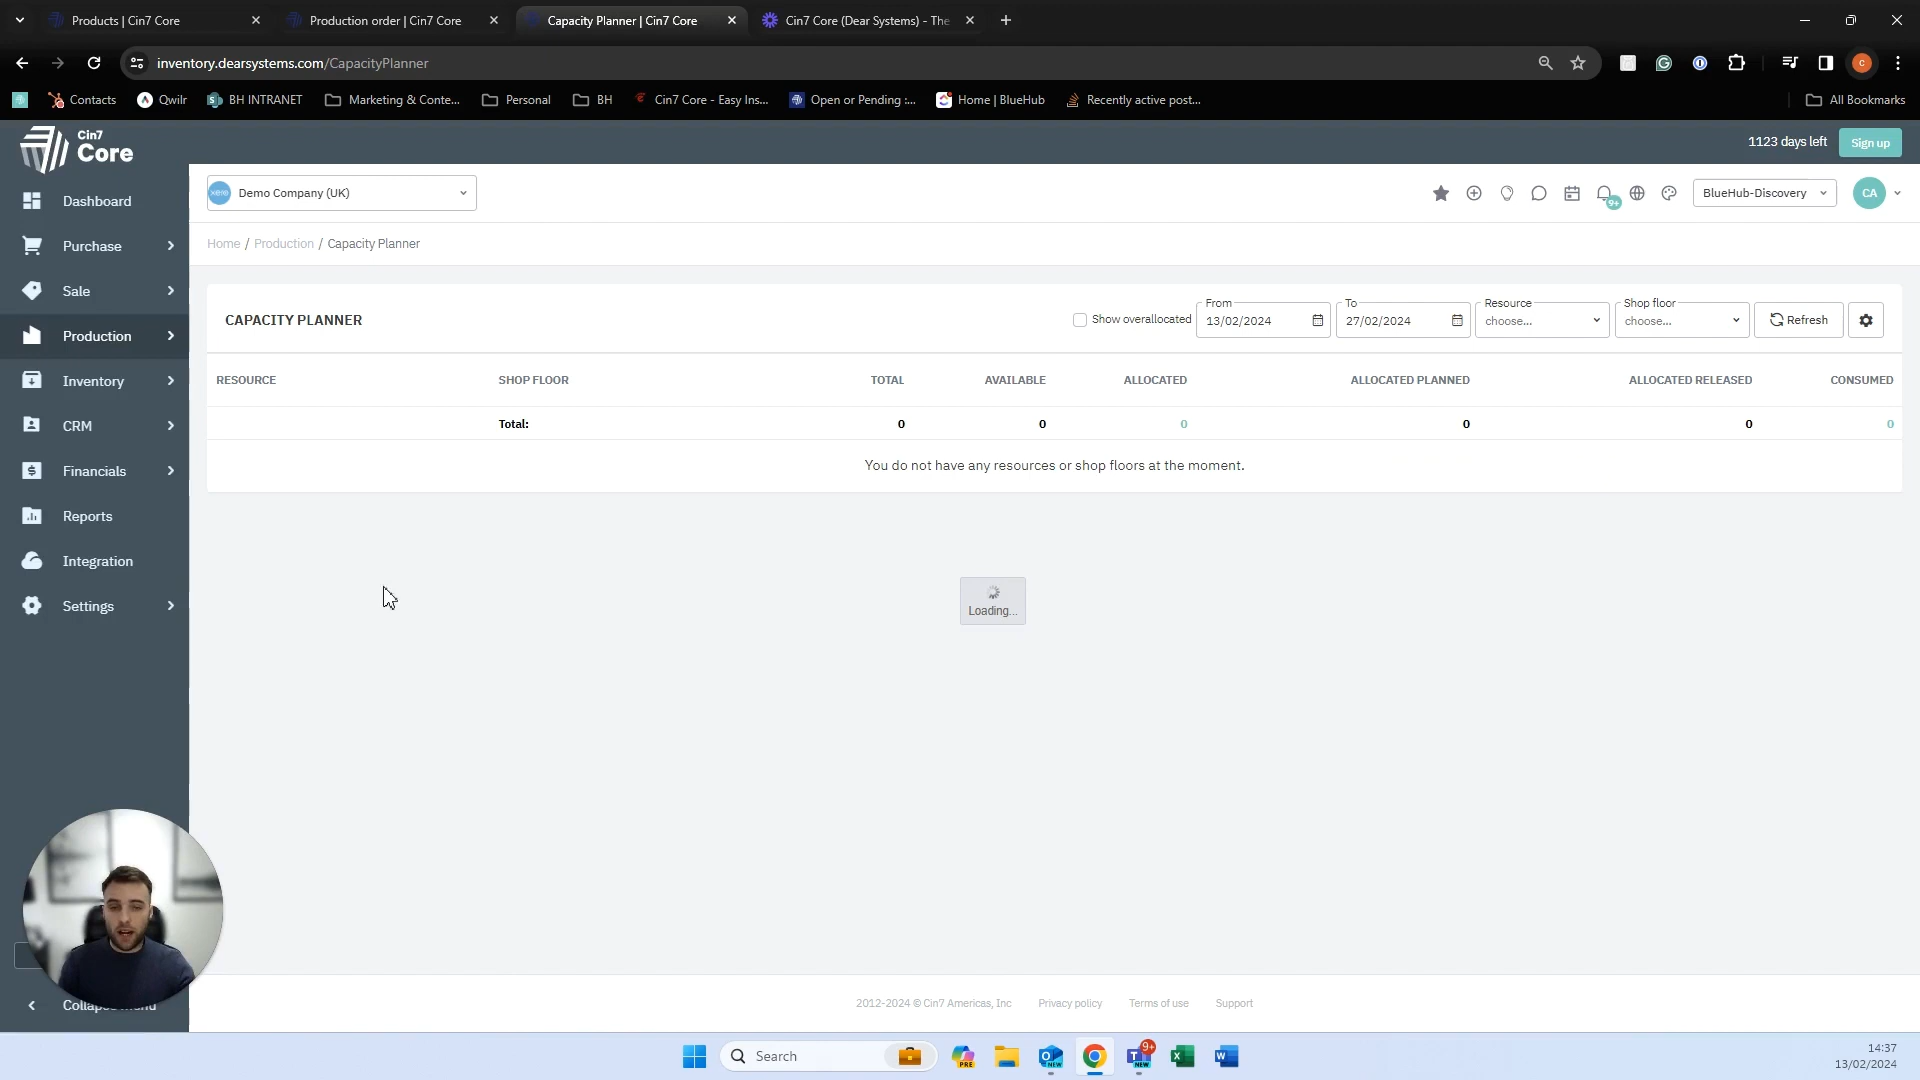 Products | Cin7 Core
Production order | Cin7 Core
Capacity Planner | Cin7 Core
Cin7 Core (Dear Systems) - The
inventory.dearsystems.com/CapacityPlanner
Contacts
Qwilr
BH INTRANET
Marketing & Conte...
Personal
BH
Cin7 Core - Easy Ins...
Open or Pending :...
Home | BlueHub
Recently active post...
All Bookmarks
Cin7
Core
1123 days left
Sign up
Dashboard
Purchase
Sale
Production
Inventory
CRM
Financials
Reports
Integration
Settings
xero
Demo Company (UK)
9+
BlueHub-Discovery
CA
Home / Production / Capacity Planner
CAPACITY PLANNER
Show overallocated
From
13/02/2024
To
27/02/2024
Resource
choose...
Shop floor
choose...
Refresh
RESOURCE SHOP FLOOR TOTAL AVAILABLE ALLOCATED ALLOCATED PLANNED ALLOCATED RELEASED CONSUMED
Total: 0 0 0 0 0 0
You do not have any resources or shop floors at the moment.
Loading...
2012-2024 © Cin7 Americas, Inc Privacy policy Terms of use Support
Search
PRE
NEW
9+
NEW
14:37
13/02/2024